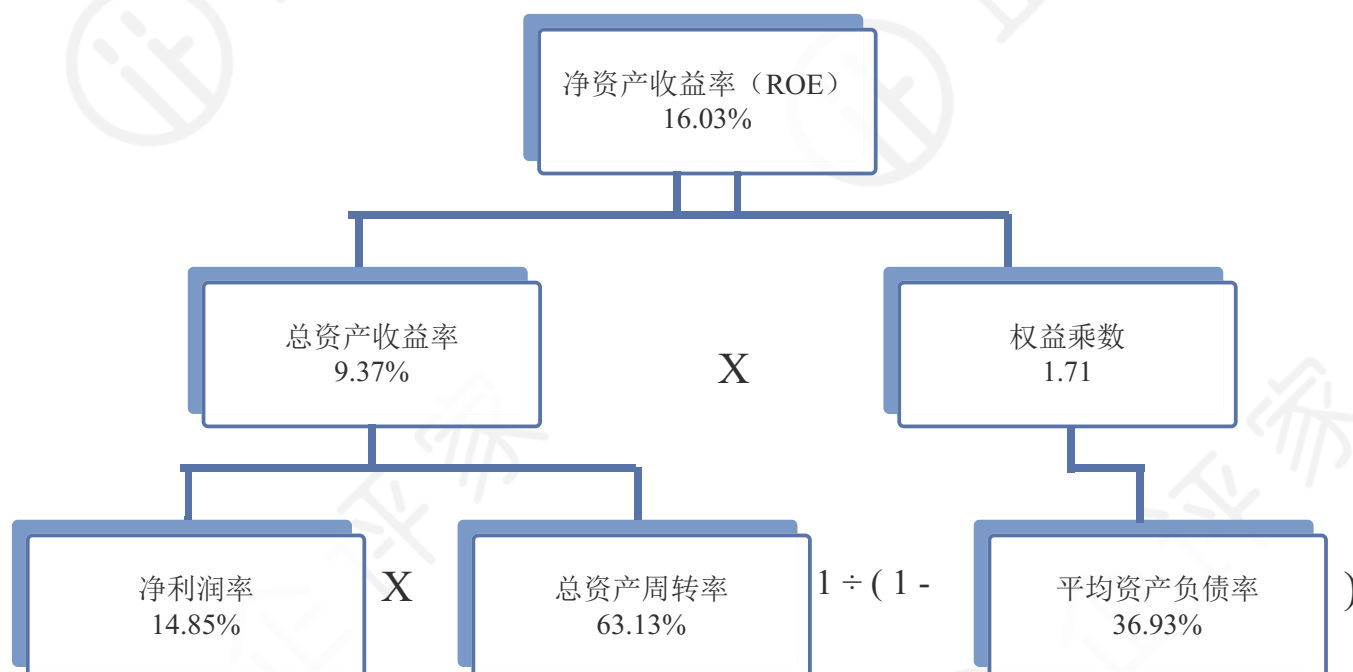 净资产收益率（ROE）
16.03%
总资产收益率
9.37%
X
权益乘数
1.71
净利润率
14.85%
X
总资产周转率
63.13%
1 ÷ ( 1 -
平均资产负债率
36.93%
)